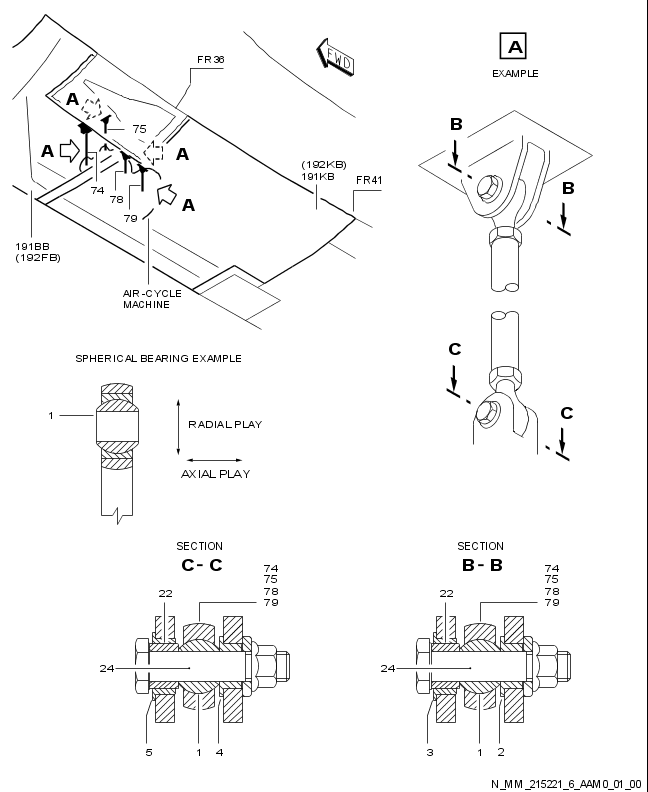 A
EXAMPLE
FR36
FWD
A
75
A
A
74
78
79
A
(192KB)
191KB
FR41
191BB
(192FB)
AIR-CYCLE
MACHINE
B
B
C
C
SPHERICAL BEARING EXAMPLE
1
RADIAL PLAY
AXIAL PLAY
SECTION
C-C
74
75
78
79
22
24
5
1
4
SECTION
B-B
74
75
78
79
22
24
3
1
2
N_MM_215221_6_AAM0_01_00